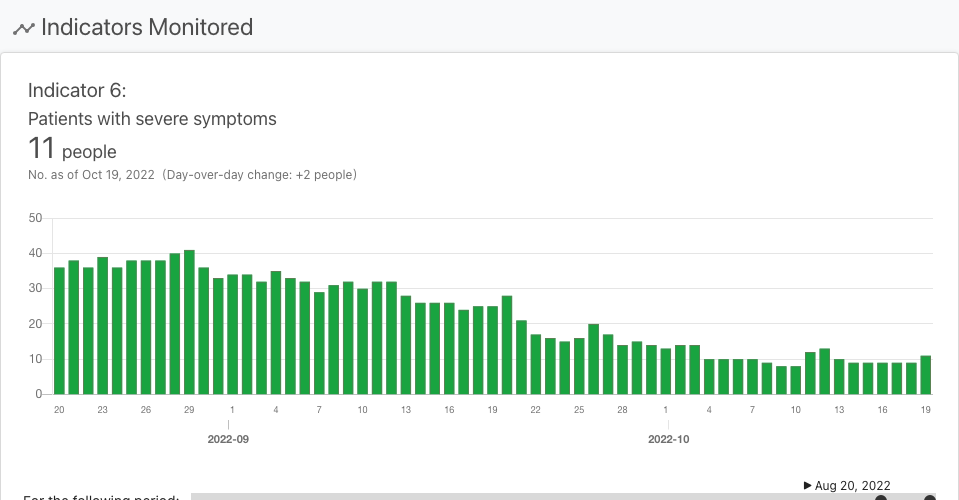 Indicators Monitored
Indicator 6:
Patients with severe symptoms
11 people
No. as of Oct 19, 2022 (Day-over-day change: +2 people)
50
40
30
20
10
0
20 23 26 29 1 4 7 10 13 16 19 22 25 28 1 4 7 10 13 16 19
2022-09 2022-10
▶ Aug 20, 2022
For the following period: